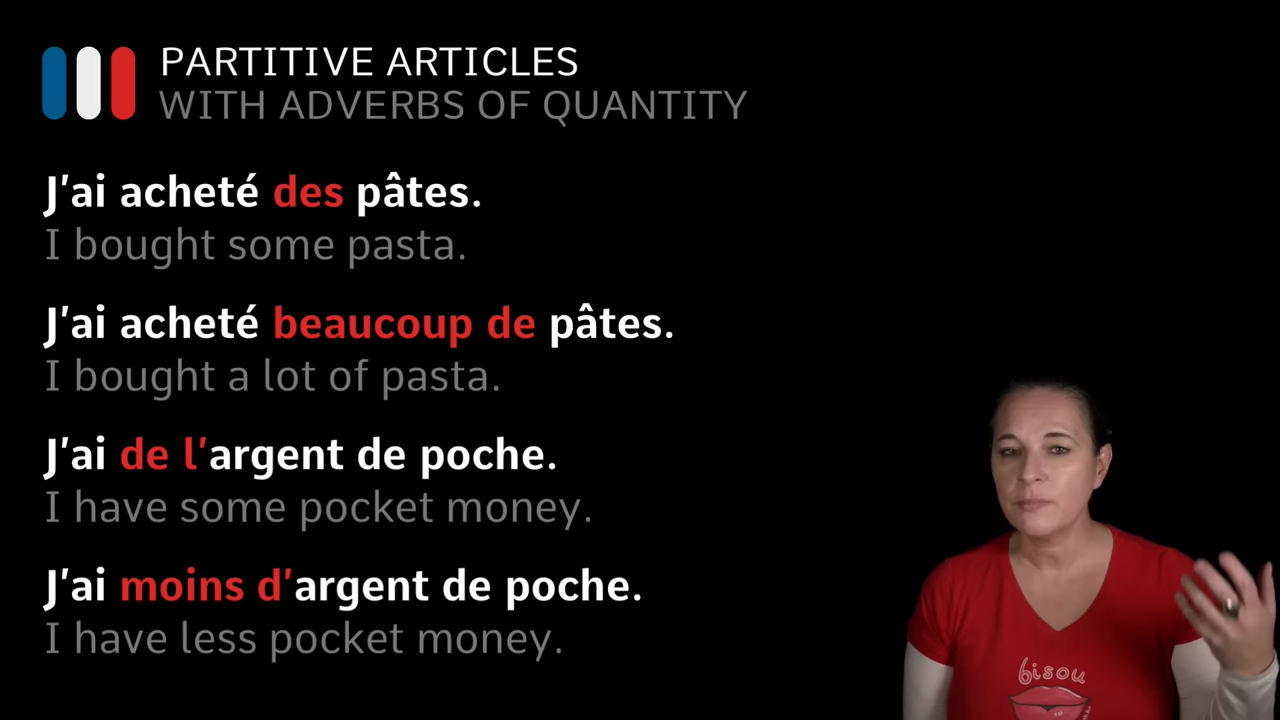 PARTITIVE ARTICLES
WITH ADVERBS OF QUANTITY
J'ai acheté des pâtes.
I bought some pasta.
J'ai acheté beaucoup de pâtes.
I bought a lot of pasta.
J'ai de l'argent de poche.
I have some pocket money.
J'ai moins d'argent de poche.
I have less pocket money.
bisou